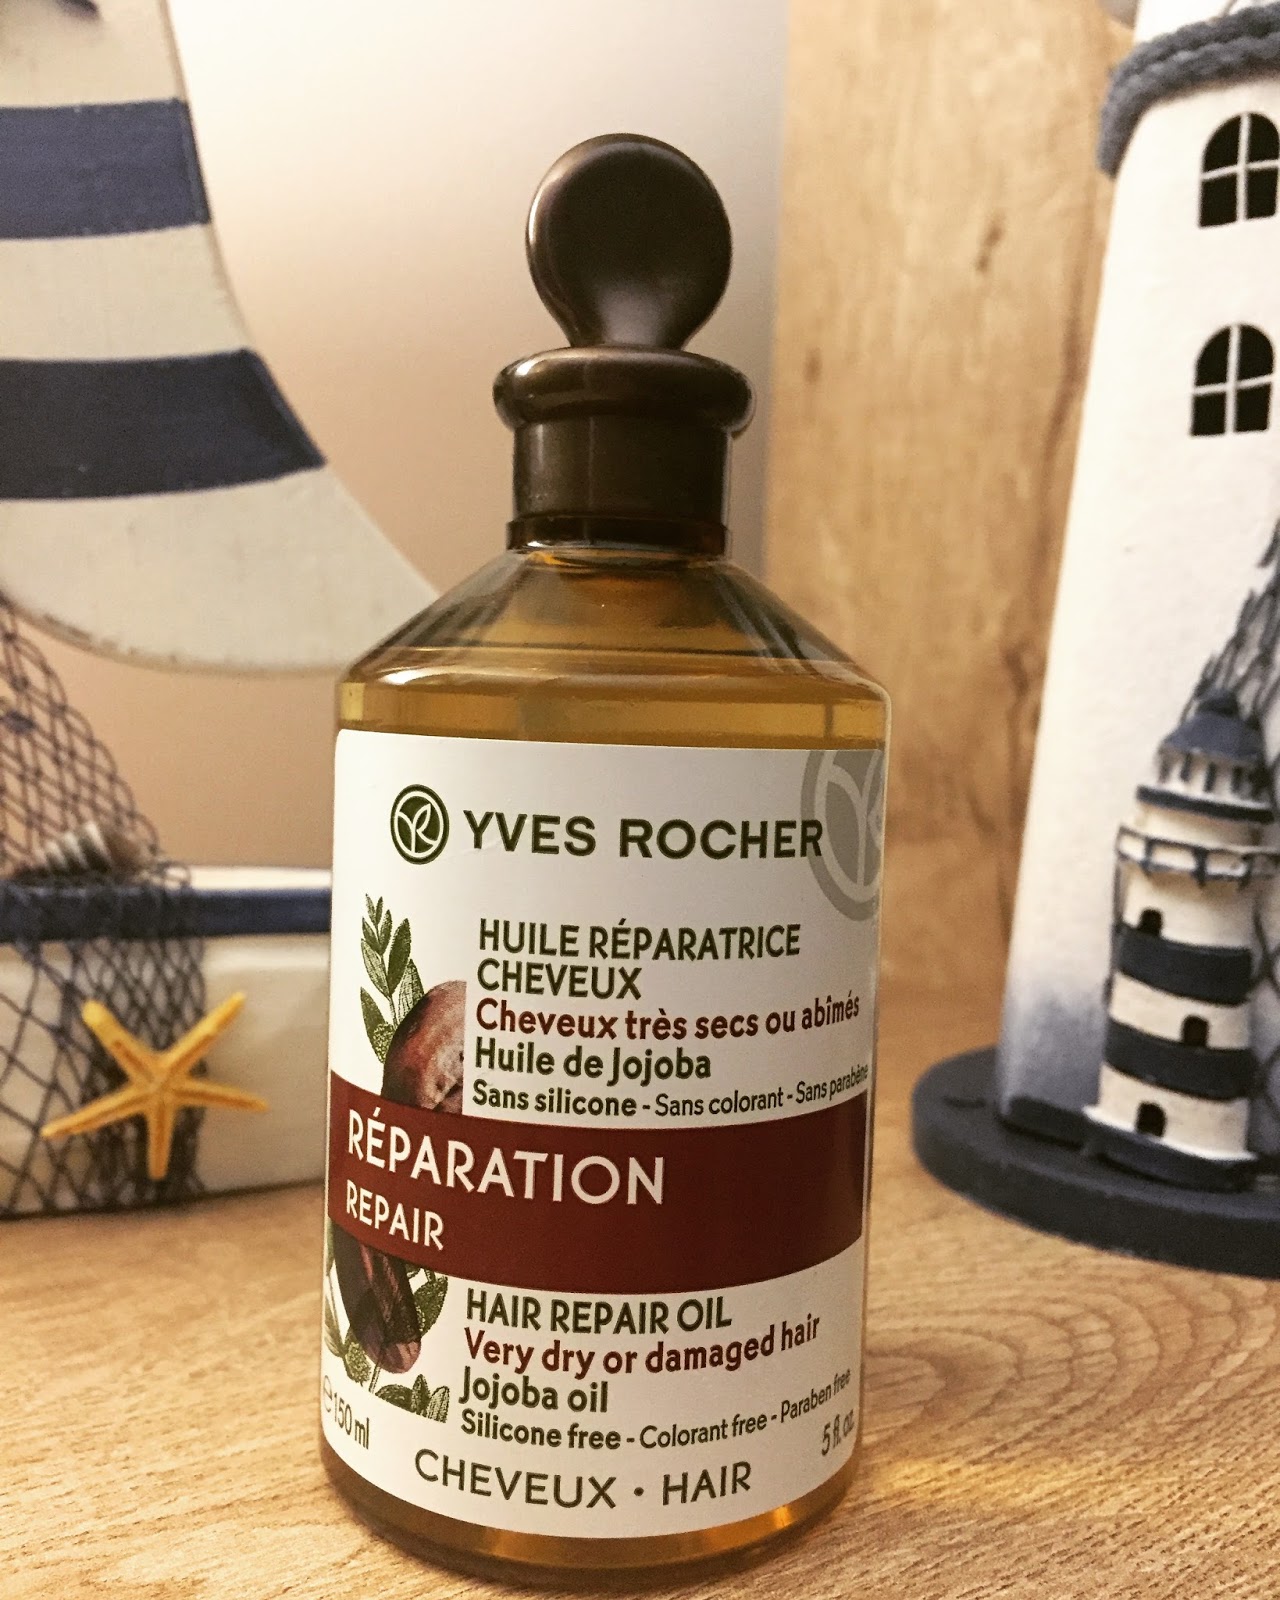 YVES ROCHER
HUILE RÉPARATRICE
CHEVEUX
Cheveux très secs ou abîmés
Huile de Jojoba
Sans silicone - Sans colorant - Sans parabène
RÉPARATION
REPAIR
HAIR REPAIR OIL
Very dry or damaged hair
Jojoba oil
Silicone free - Colorant free - Paraben free
℮150 ml
5 fl. oz.
CHEVEUX • HAIR